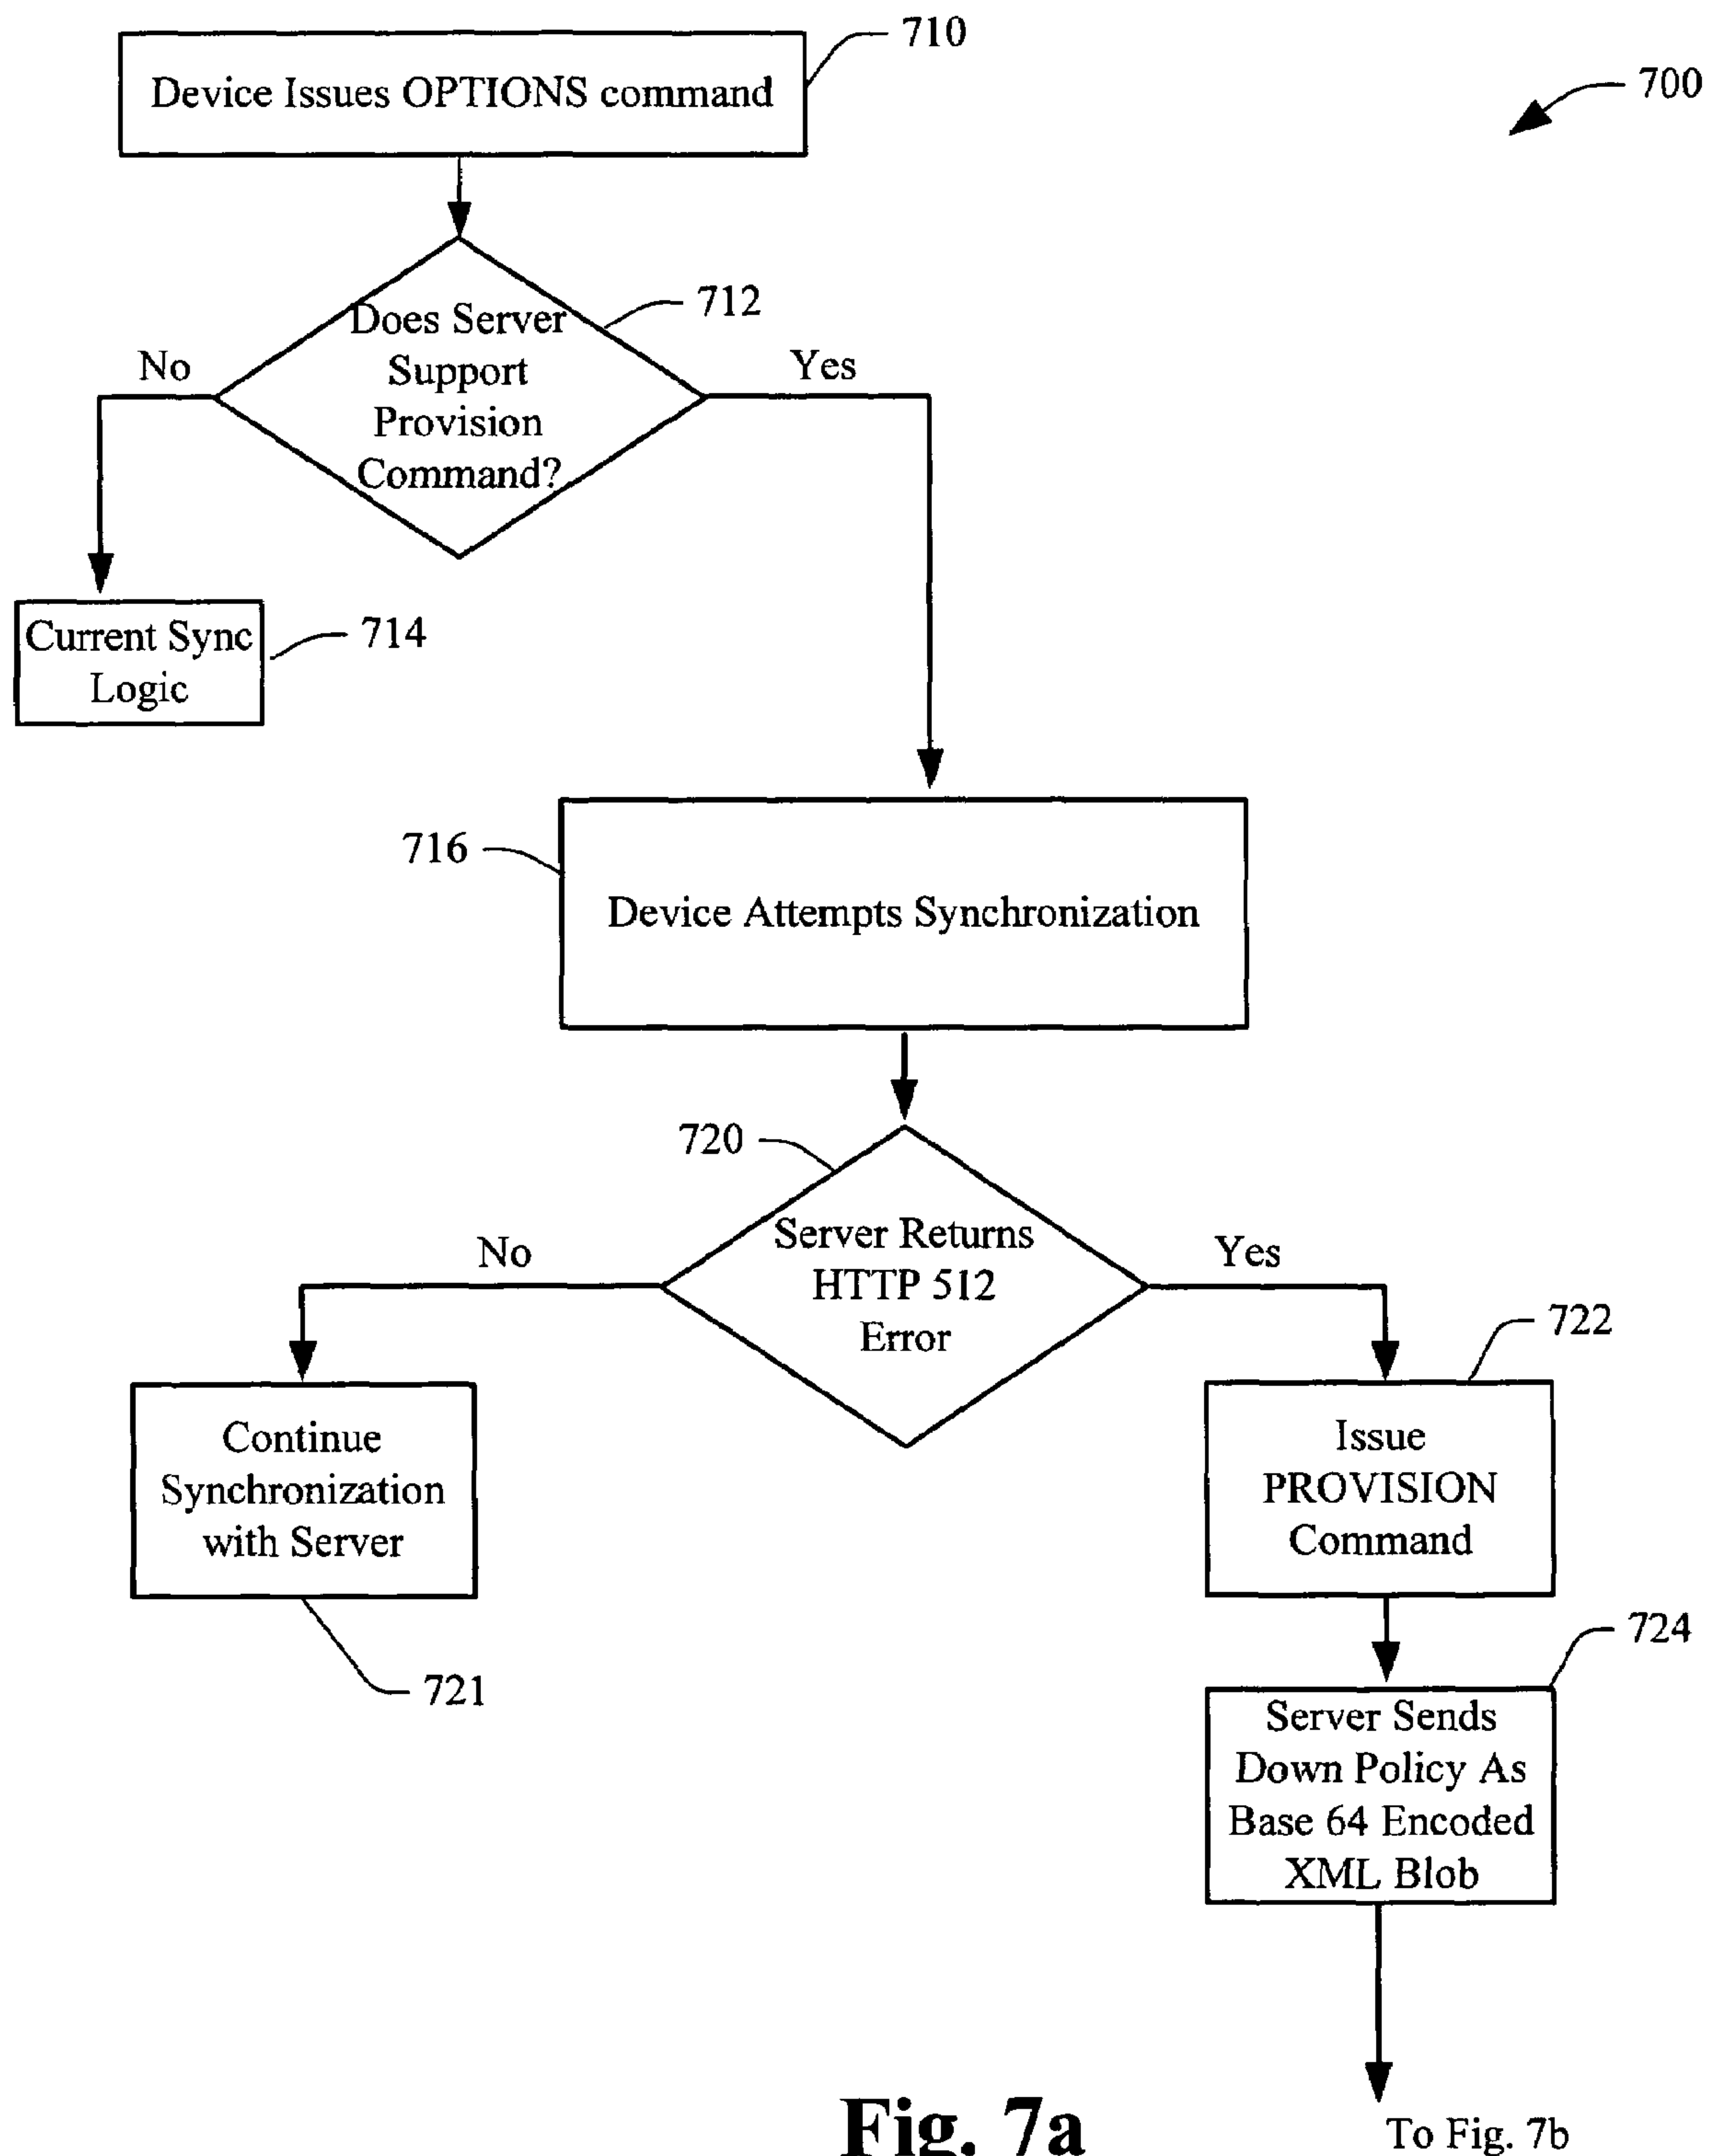 710
Device Issues OPTIONS command
700
712
Does Server
Support
Provision
Command?
No
Yes
Current Sync
Logic
714
716
Device Attempts Synchronization
720
Server Returns
HTTP 512
Error
No
Yes
722
Continue
Synchronization
with Server
Issue
PROVISION
Command
721
724
Server Sends
Down Policy As
Base 64 Encoded
XML Blob
Fig. 7a
To Fig. 7b